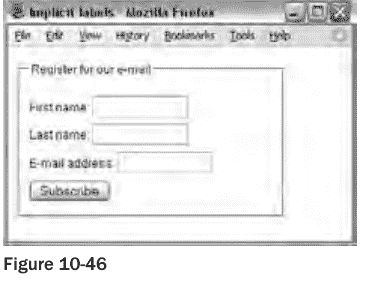 Implicit labels - Mozilla Firefox
File Edit View History Bookmarks Tools Help
Register for our e-mail
First name:
Last name:
E-mail address:
Subscribe
Figure 10-46